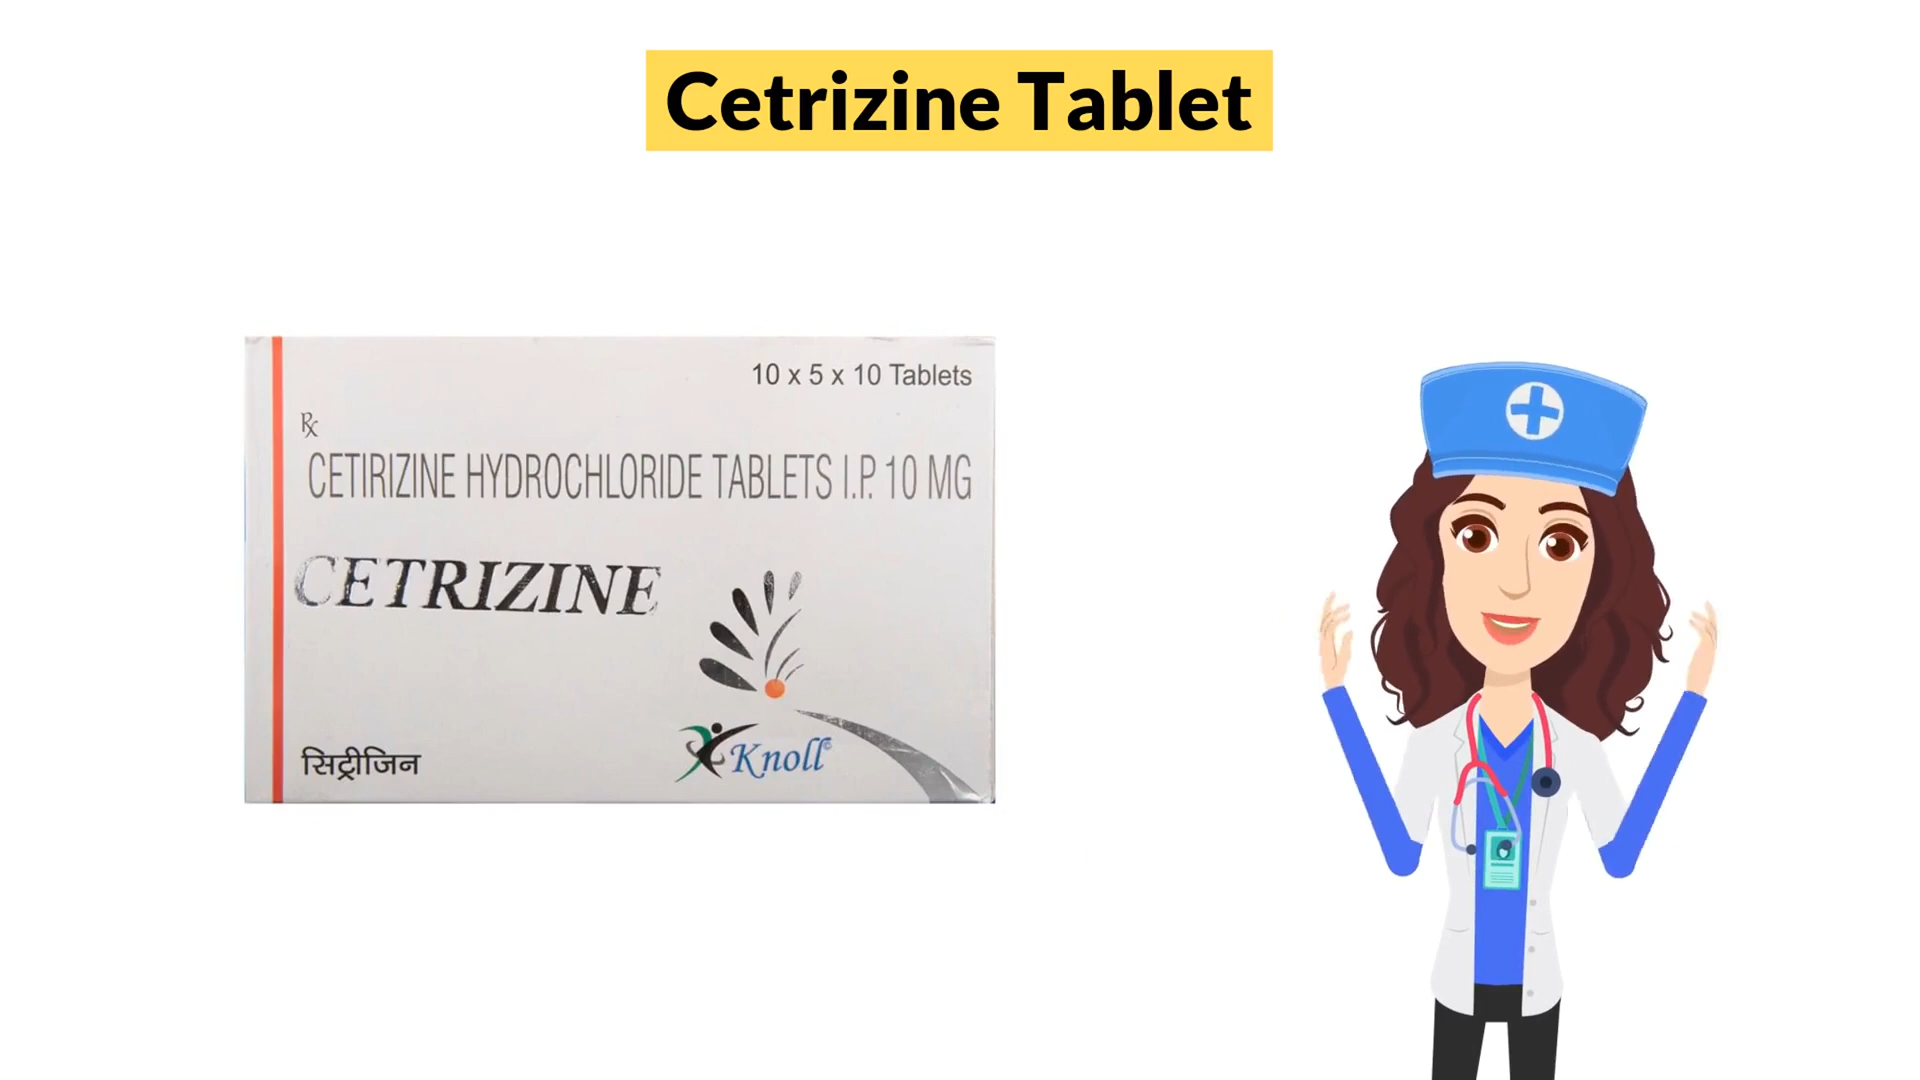 Cetrizine Tablet
10 x 5 x 10 Tablets
℞
CETIRIZINE HYDROCHLORIDE TABLETS I.P. 10 MG
CETRIZINE
सिट्रीजिन
Knoll©